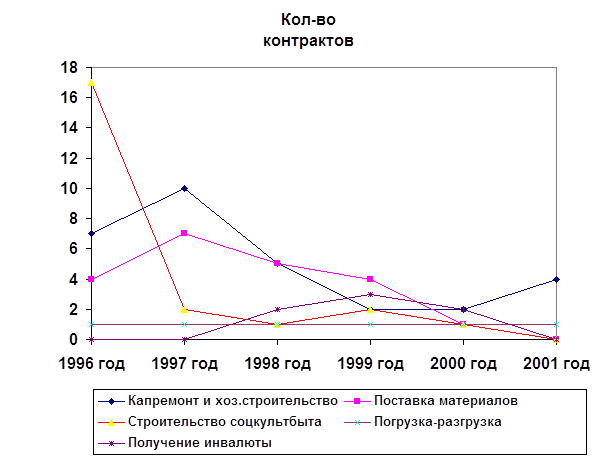 Кол-во
контрактов
18
16
14
12
10
8
6
4
2
0
1996 год 1997 год 1998 год 1999 год 2000 год 2001 год
Капремонт и хоз.строительство Поставка материалов
Строительство соцкультбыта Погрузка-разгрузка
Получение инвалюты